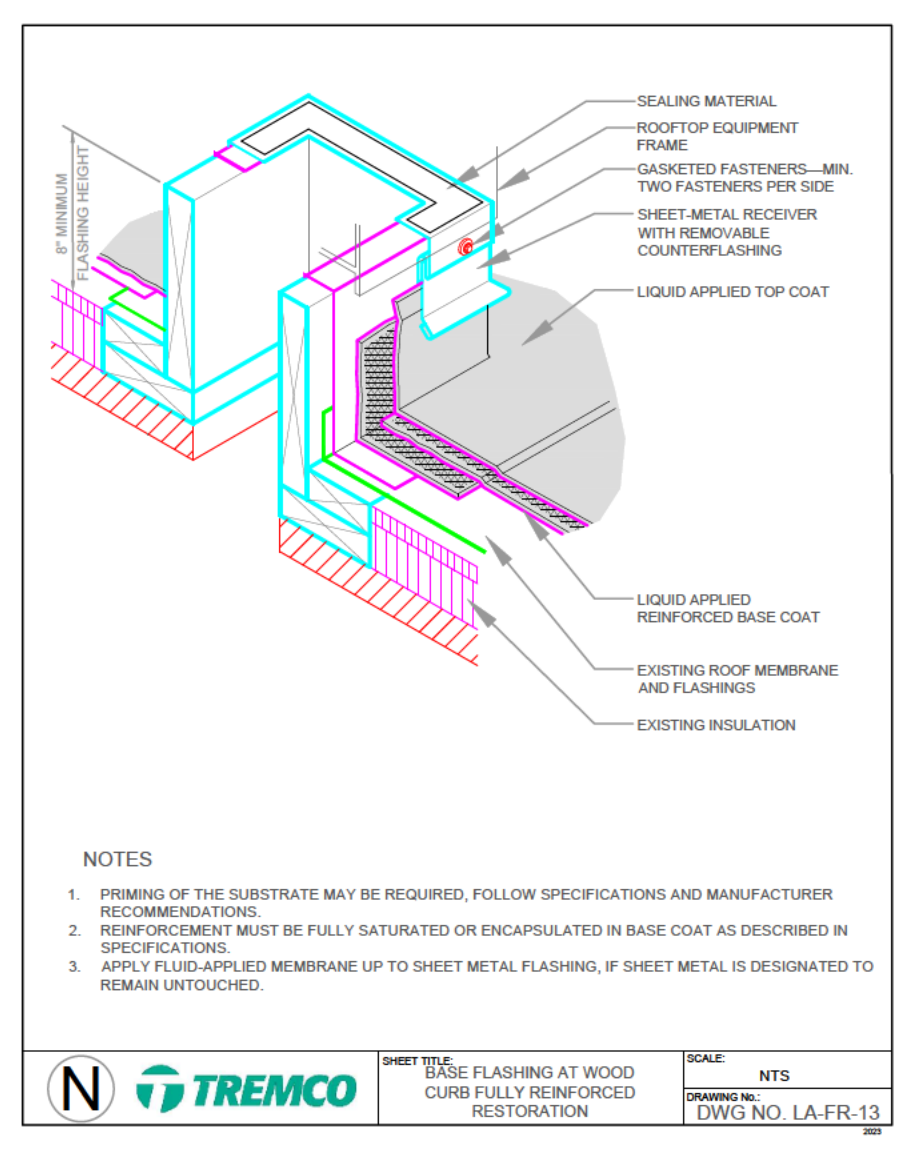 SEALING MATERIAL
ROOFTOP EQUIPMENT
FRAME
GASKETED FASTENERS—MIN.
TWO FASTENERS PER SIDE
SHEET-METAL RECEIVER
WITH REMOVABLE
COUNTERFLASHING
8" MINIMUM
FLASHING HEIGHT
LIQUID APPLIED TOP COAT
LIQUID APPLIED
REINFORCED BASE COAT
EXISTING ROOF MEMBRANE
AND FLASHINGS
EXISTING INSULATION
NOTES
1. PRIMING OF THE SUBSTRATE MAY BE REQUIRED, FOLLOW SPECIFICATIONS AND MANUFACTURER
RECOMMENDATIONS.
2. REINFORCEMENT MUST BE FULLY SATURATED OR ENCAPSULATED IN BASE COAT AS DESCRIBED IN
SPECIFICATIONS.
3. APPLY FLUID-APPLIED MEMBRANE UP TO SHEET METAL FLASHING, IF SHEET METAL IS DESIGNATED TO
REMAIN UNTOUCHED.
N
TREMCO
SHEET TITLE:
BASE FLASHING AT WOOD
CURB FULLY REINFORCED
RESTORATION
SCALE:
NTS
DRAWING No.:
DWG NO. LA-FR-13
2023